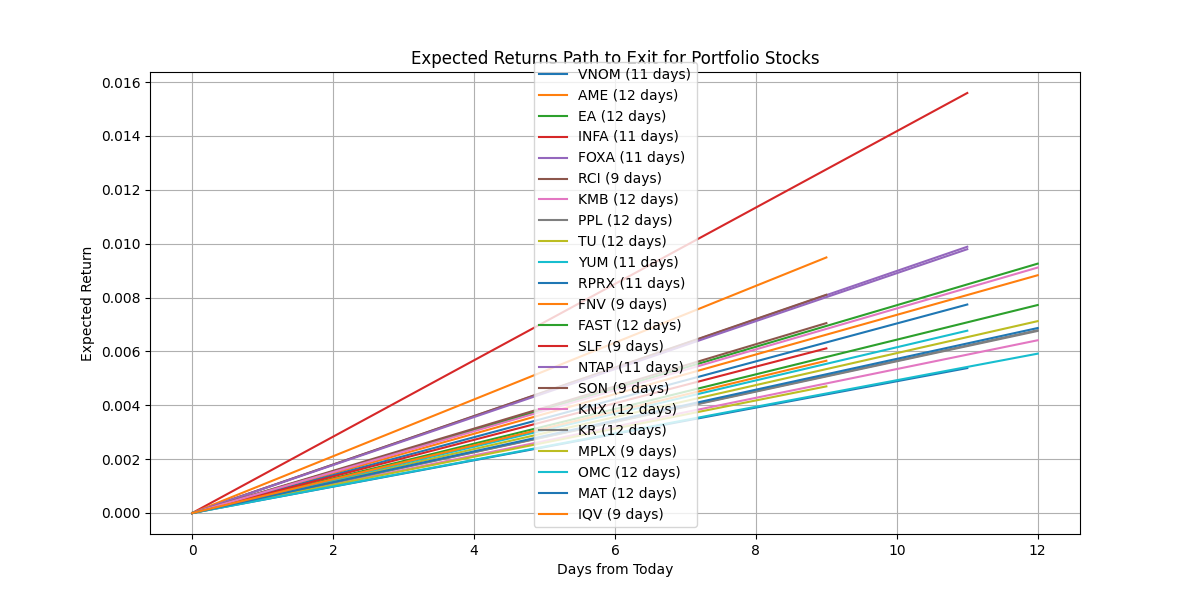 Expected Returns Path to Exit for Portfolio Stocks
VNOM (11 days)
AME (12 days)
EA (12 days)
INFA (11 days)
FOXA (11 days)
RCI (9 days)
KMB (12 days)
PPL (12 days)
TU (12 days)
YUM (11 days)
RPRX (11 days)
FNV (9 days)
FAST (12 days)
SLF (9 days)
NTAP (11 days)
SON (9 days)
KNX (12 days)
KR (12 days)
MPLX (9 days)
OMC (12 days)
MAT (12 days)
IQV (9 days)
Expected Return
0.016
0.014
0.012
0.010
0.008
0.006
0.004
0.002
0.000
0 2 4 6 8 10 12
Days from Today